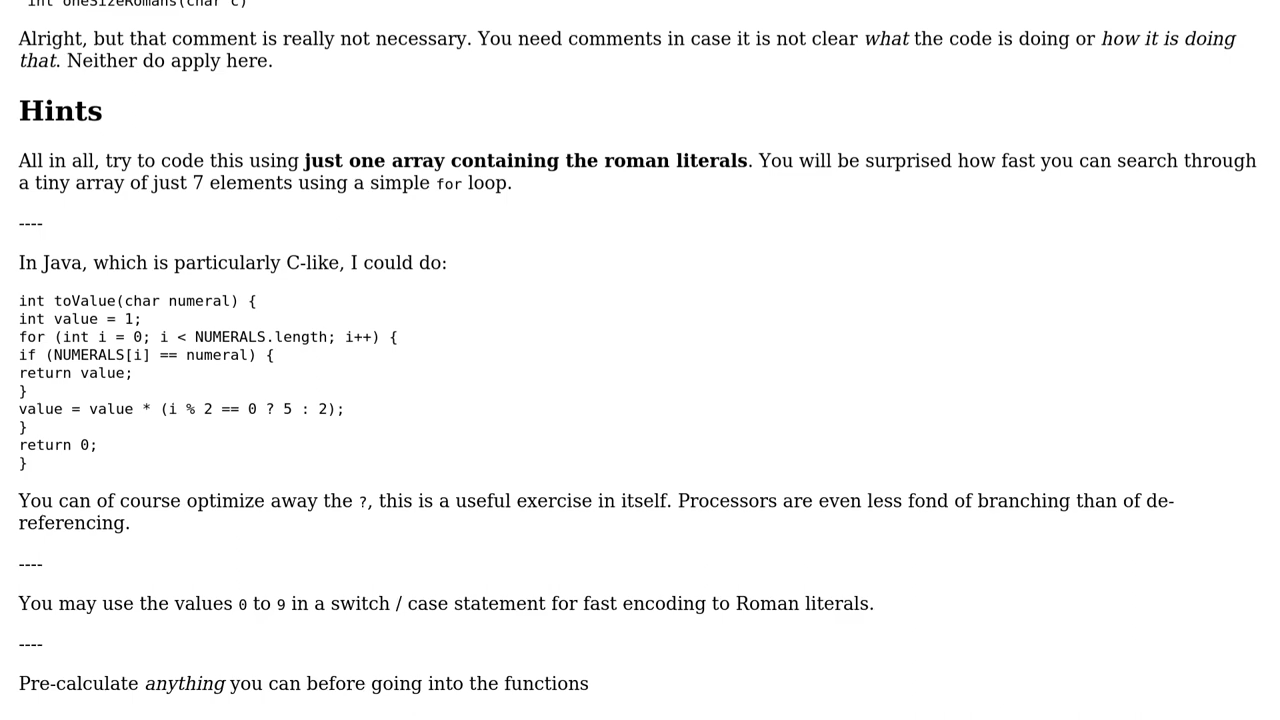 int oneSizeRomans(char c)
Alright, but that comment is really not necessary. You need comments in case it is not clear what the code is doing or how it is doing
that. Neither do apply here.
Hints
All in all, try to code this using just one array containing the roman literals. You will be surprised how fast you can search through
a tiny array of just 7 elements using a simple for loop.
----
In Java, which is particularly C-like, I could do:
int toValue(char numeral) {
int value = 1;
for (int i = 0; i < NUMERALS.length; i++) {
if (NUMERALS[i] == numeral) {
return value;
}
value = value * (i % 2 == 0 ? 5 : 2);
}
return 0;
}
You can of course optimize away the ?, this is a useful exercise in itself. Processors are even less fond of branching than of de-
referencing.
----
You may use the values 0 to 9 in a switch / case statement for fast encoding to Roman literals.
----
Pre-calculate anything you can before going into the functions